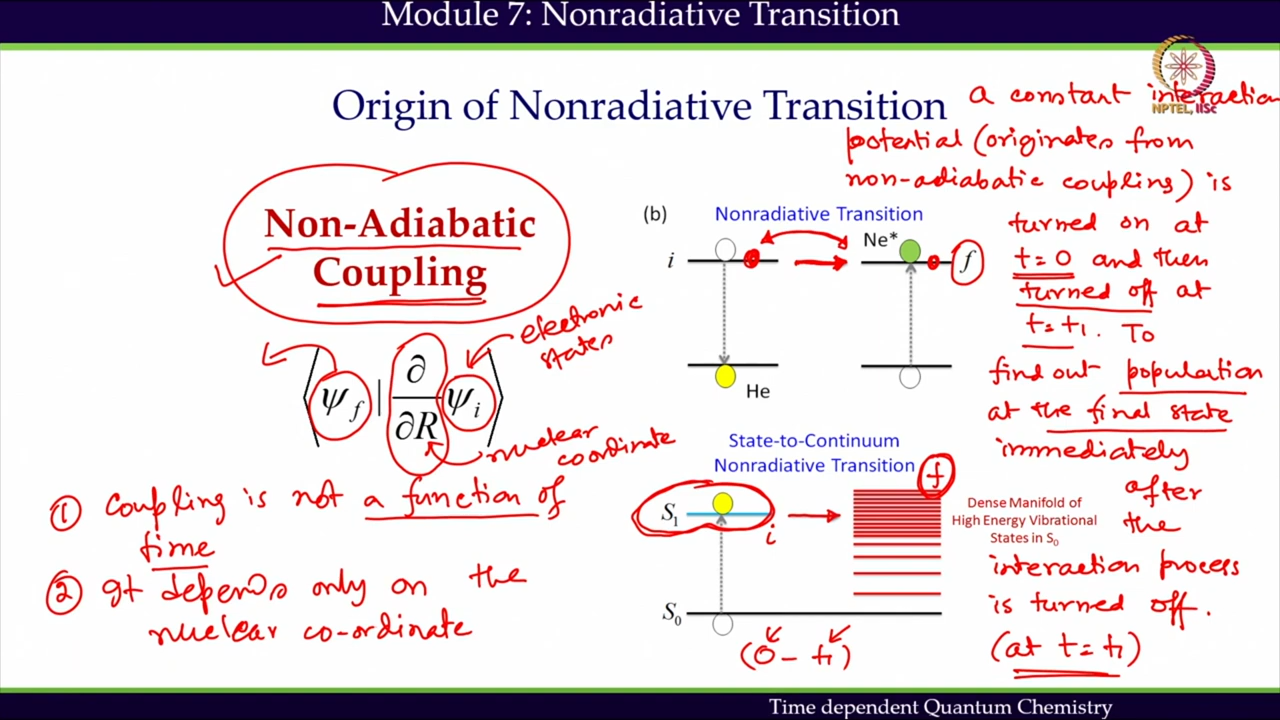 Module 7: Nonradiative Transition
NPTEL, IISc
Origin of Nonradiative Transition
Non-Adiabatic
Coupling
⟨ψf | ∂/∂R ψi⟩
electronic
states
nuclear
coordinate
① Coupling is not a function of
time
② It depends only on the
nuclear co-ordinate
(b)
Nonradiative Transition
i
Ne*
f
He
State-to-Continuum
Nonradiative Transition
f
S1
i
Dense Manifold of
High Energy Vibrational
States in S0
S0
(0 - t1)
a constant interaction
potential (originates from
non-adiabatic coupling) is
turned on at
t=0 and then
turned off at
t=t1. To
find out population
at the final state
immediately
after
the
interaction process
is turned off.
(at t=t1)
Time dependent Quantum Chemistry